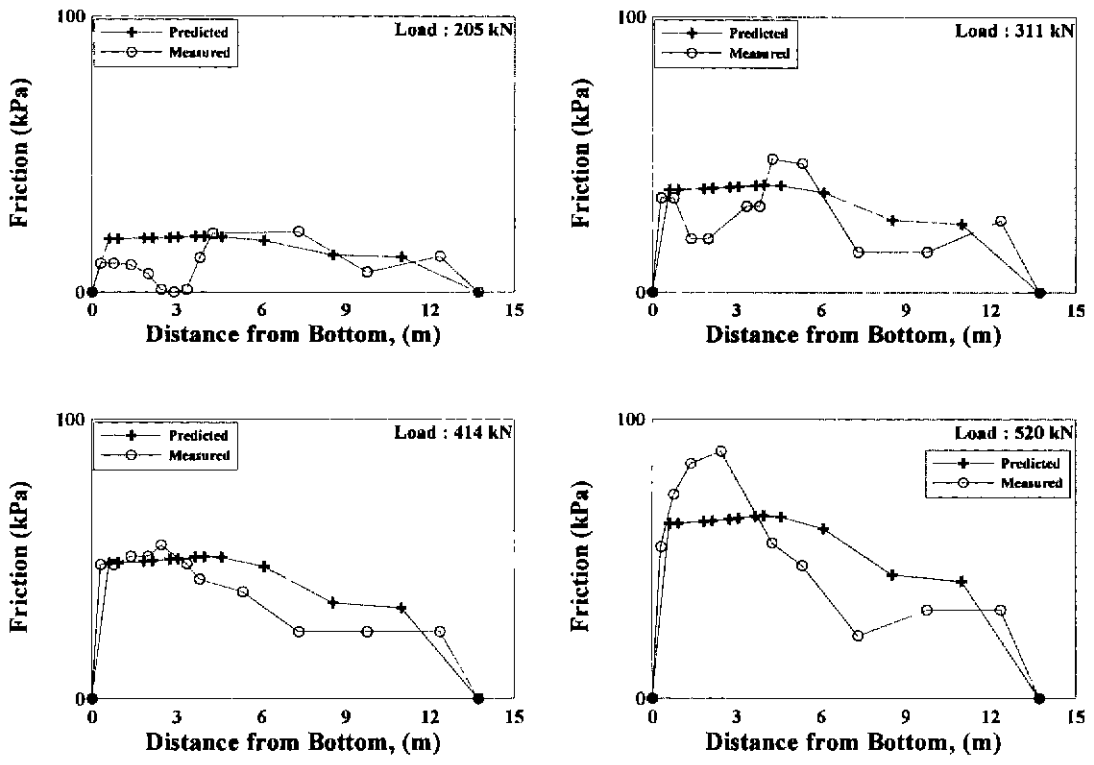 100
Predicted
Measured
Load : 205 kN
Friction (kPa)
0
0 3 6 9 12 15
Distance from Bottom, (m)
100
Predicted
Measured
Load : 311 kN
Friction (kPa)
0
0 3 6 9 12 15
Distance from Bottom, (m)
100
Predicted
Measured
Load : 414 kN
Friction (kPa)
0
0 3 6 9 12 15
Distance from Bottom, (m)
100
Load : 520 kN
Predicted
Measured
Friction (kPa)
0
0 3 6 9 12 15
Distance from Bottom, (m)